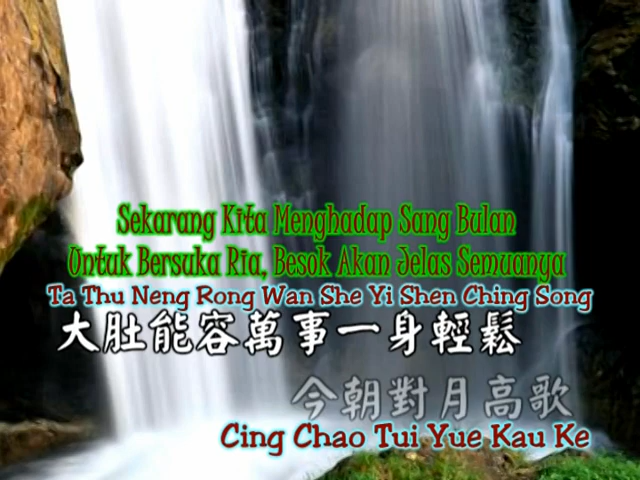 Sekarang Kita Menghadap Sang Bulan
Untuk Bersuka Ria, Besok Akan Jelas Semuanya
Ta Thu Neng Rong Wan She Yi Shen Ching Song
大肚能容萬事一身輕鬆
今朝對月高歌
Cing Chao Tui Yue Kau Ke